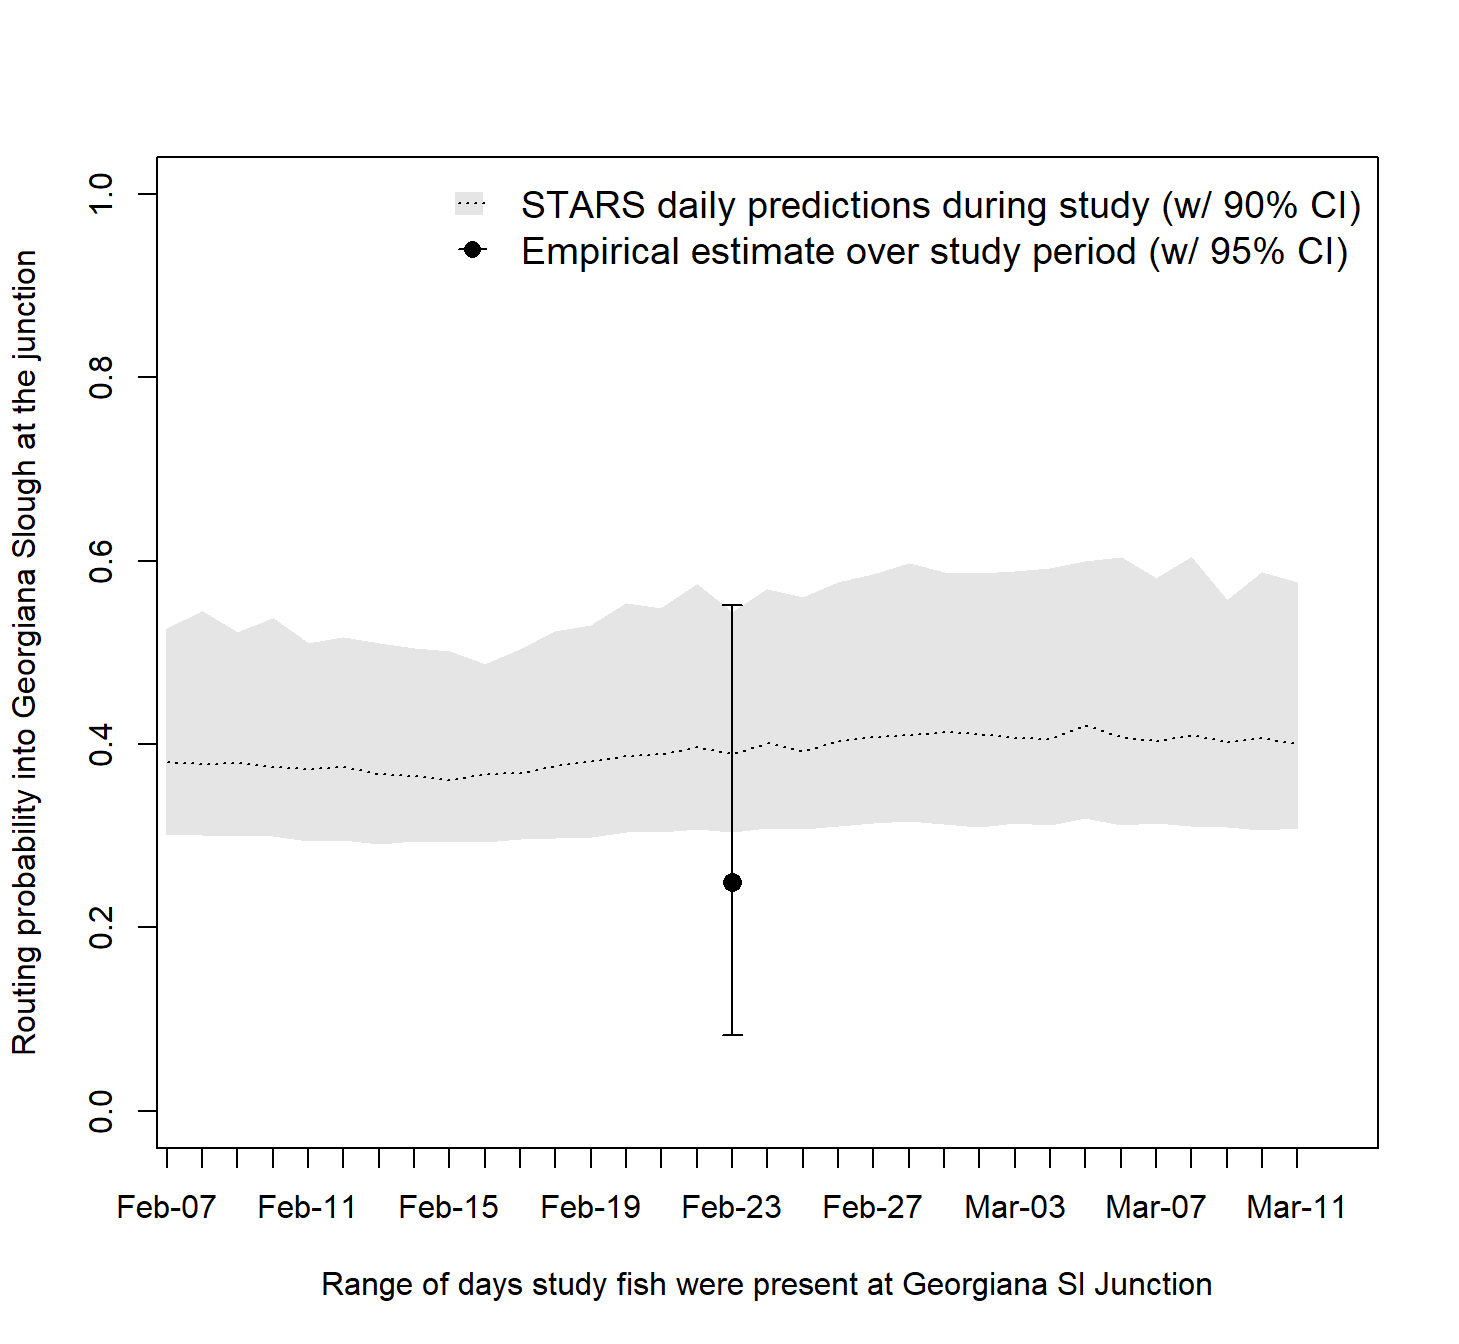 STARS daily predictions during study (w/ 90% CI)
Empirical estimate over study period (w/ 95% CI)
Routing probability into Georgiana Slough at the junction
1.0
0.8
0.6
0.4
0.2
0.0
Feb-07 Feb-11 Feb-15 Feb-19 Feb-23 Feb-27 Mar-03 Mar-07 Mar-11
Range of days study fish were present at Georgiana Sl Junction